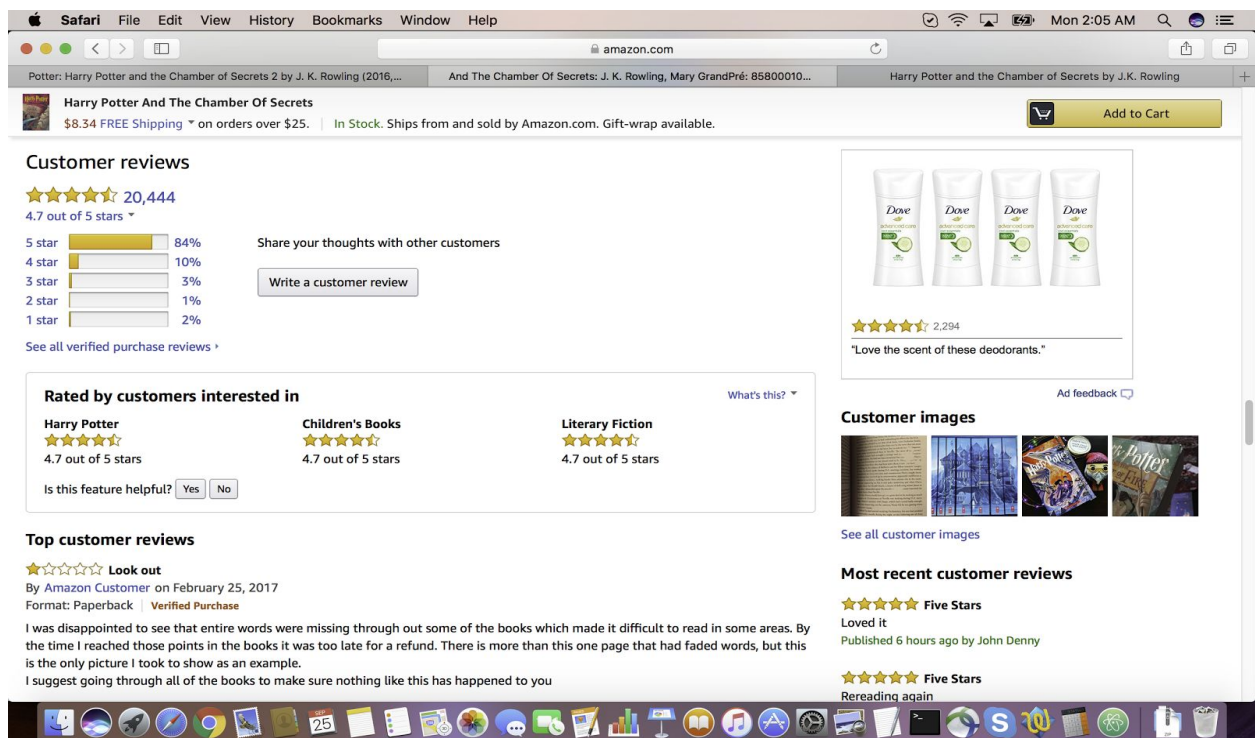 Safari File Edit View History Bookmarks Window Help Mon 2:05 AM
amazon.com
Potter: Harry Potter and the Chamber of Secrets 2 by J. K. Rowling (2016,... And The Chamber Of Secrets: J. K. Rowling, Mary GrandPré: 85800010... Harry Potter and the Chamber of Secrets by J.K. Rowling
Harry Potter And The Chamber Of Secrets
$8.34 FREE Shipping on orders over $25. In Stock. Ships from and sold by Amazon.com. Gift-wrap available.
Add to Cart
Customer reviews
20,444
4.7 out of 5 stars
5 star 84%
4 star 10%
3 star 3%
2 star 1%
1 star 2%
Share your thoughts with other customers
Write a customer review
See all verified purchase reviews
Rated by customers interested in What's this?
Harry Potter Children's Books Literary Fiction
4.7 out of 5 stars 4.7 out of 5 stars 4.7 out of 5 stars
Is this feature helpful? Yes No
Top customer reviews
Look out
By Amazon Customer on February 25, 2017
Format: Paperback Verified Purchase
I was disappointed to see that entire words were missing through out some of the books which made it difficult to read in some areas. By
the time I reached those points in the books it was too late for a refund. There is more than this one page that had faded words, but this
is the only picture I took to show as an example.
I suggest going through all of the books to make sure nothing like this has happened to you
Dove Dove Dove Dove
advanced care advanced care advanced care advanced care
2,294
"Love the scent of these deodorants."
Ad feedback
Customer images
Harry Potter
Potter
Fire
See all customer images
Most recent customer reviews
Five Stars
Loved it
Published 6 hours ago by John Denny
Five Stars
Rereading again
SEP
25